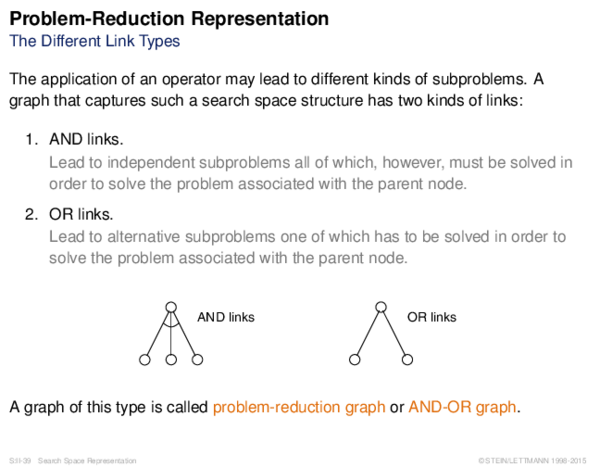 Problem-Reduction Representation
The Different Link Types
The application of an operator may lead to different kinds of subproblems. A
graph that captures such a search space structure has two kinds of links:
1. AND links.
Lead to independent subproblems all of which, however, must be solved in
order to solve the problem associated with the parent node.
2. OR links.
Lead to alternative subproblems one of which has to be solved in order to
solve the problem associated with the parent node.
AND links
OR links
A graph of this type is called problem-reduction graph or AND-OR graph.
S:II-39 Search Space Representation
©STEIN/LETTMANN 1998-2015